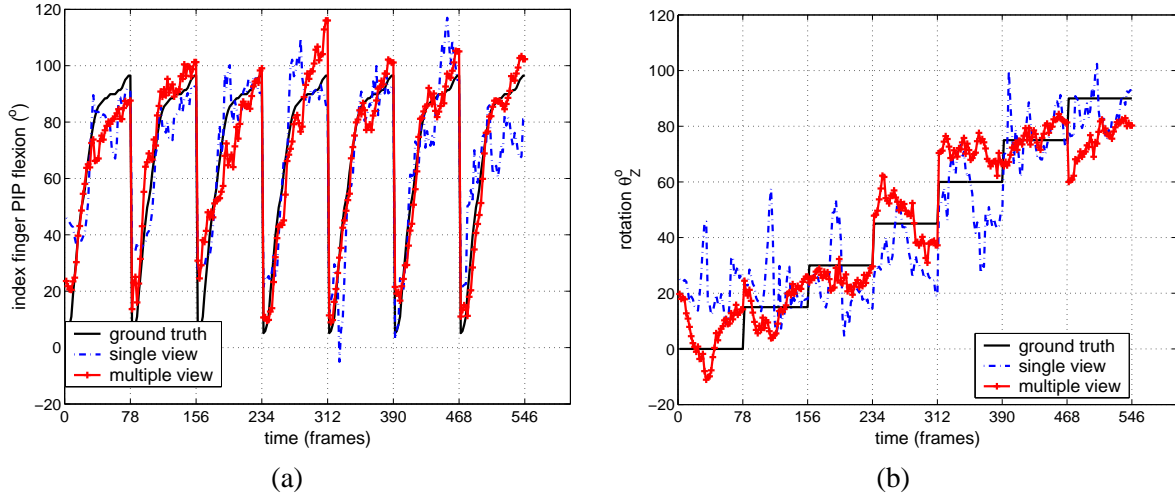 120
100
80
60
40
20
0
−20
index finger PIP flexion (º)
ground truth
single view
multiple view
0 78 156 234 312 390 468 546
time (frames)
(a)
120
100
80
60
40
20
0
−20
rotation θZº
ground truth
single view
multiple view
0 78 156 234 312 390 468 546
time (frames)
(b)